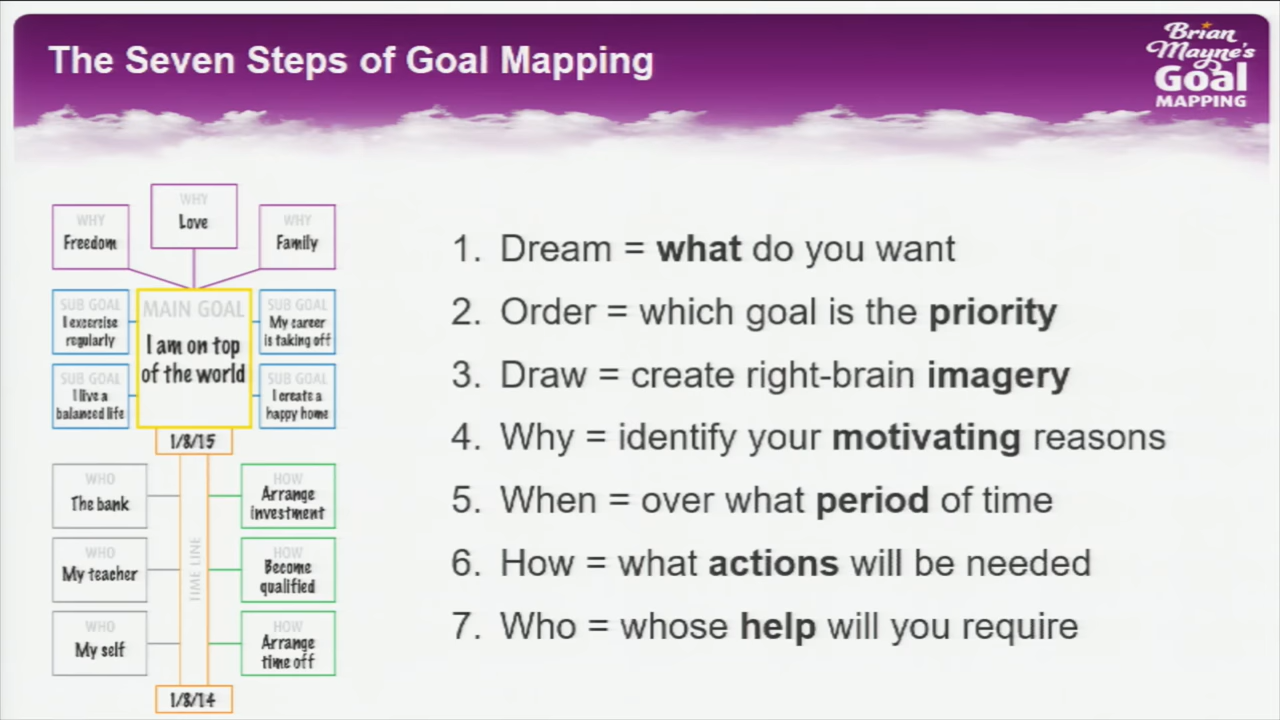 The Seven Steps of Goal Mapping
Brian
Mayne's
Goal
MAPPING
WHY
Love
WHY
Freedom
WHY
Family
SUB GOAL
I excercise
regularly
MAIN GOAL
I am on top
of the world
SUB GOAL
My career
is taking off
SUB GOAL
I live a
balanced life
SUB GOAL
I create a
happy home
1/8/15
WHO
The bank
HOW
Arrange
investment
TIME LINE
WHO
My teacher
HOW
Become
qualified
WHO
My self
HOW
Arrange
time off
1/8/14
1. Dream = what do you want
2. Order = which goal is the priority
3. Draw = create right-brain imagery
4. Why = identify your motivating reasons
5. When = over what period of time
6. How = what actions will be needed
7. Who = whose help will you require